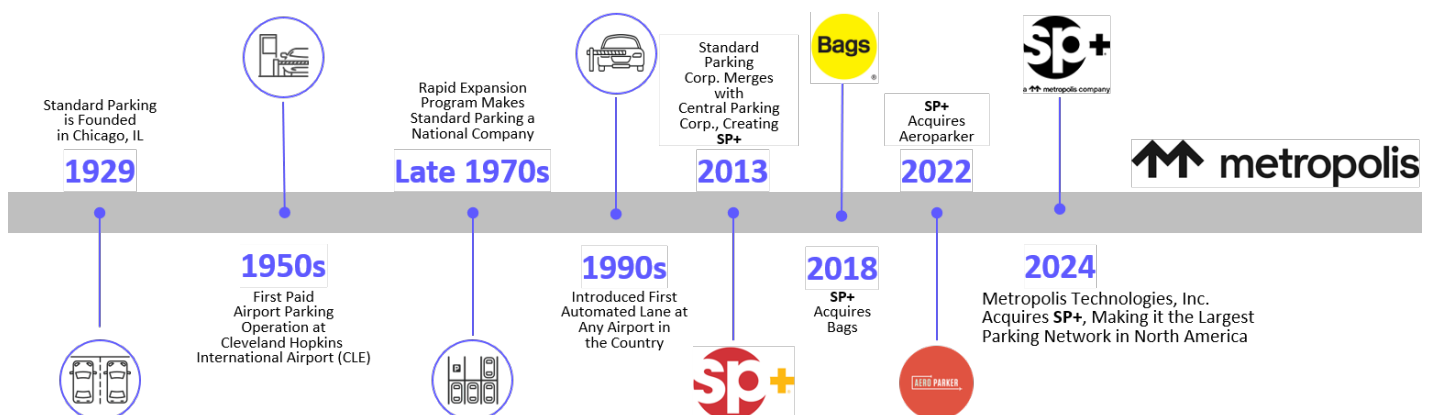 Standard Parking
is Founded
in Chicago, IL
1929
1950s
First Paid
Airport Parking
Operation at
Cleveland Hopkins
International Airport (CLE)
Rapid Expansion
Program Makes
Standard Parking a
National Company
Late 1970s
P
1990s
Introduced First
Automated Lane at
Any Airport in
the Country
Standard
Parking
Corp. Merges
with
Central Parking
Corp., Creating
SP+
2013
sp+
Bags
®
2018
SP+
Acquires
Bags
SP+
Acquires
Aeroparker
2022
AERO PARKER
sp+
a metropolis company
2024
Metropolis Technologies, Inc.
Acquires SP+, Making it the Largest
Parking Network in North America
metropolis